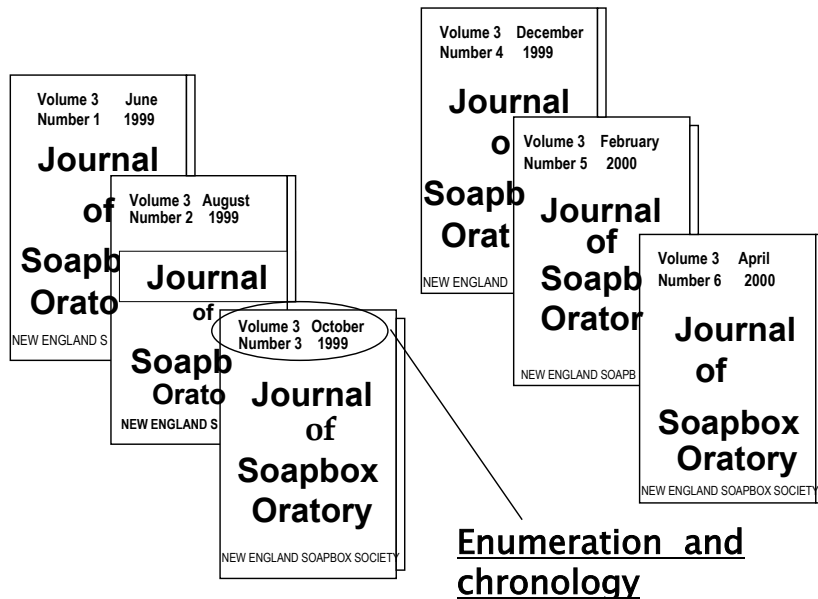 Volume 3 June
Number 1 1999
Journal
of
Soapb
Orato
NEW ENGLAND S
Volume 3 August
Number 2 1999
Journal
of
Soapb
Orato
NEW ENGLAND S
Volume 3 October
Number 3 1999
Journal
of
Soapbox
Oratory
NEW ENGLAND SOAPBOX SOCIETY
Volume 3 December
Number 4 1999
Journal
o
Soapb
Orat
NEW ENGLAND
Volume 3 February
Number 5 2000
Journal
of
Soapb
Orator
NEW ENGLAND SOAPB
Volume 3 April
Number 6 2000
Journal
of
Soapbox
Oratory
NEW ENGLAND SOAPBOX SOCIETY
Enumeration and
chronology